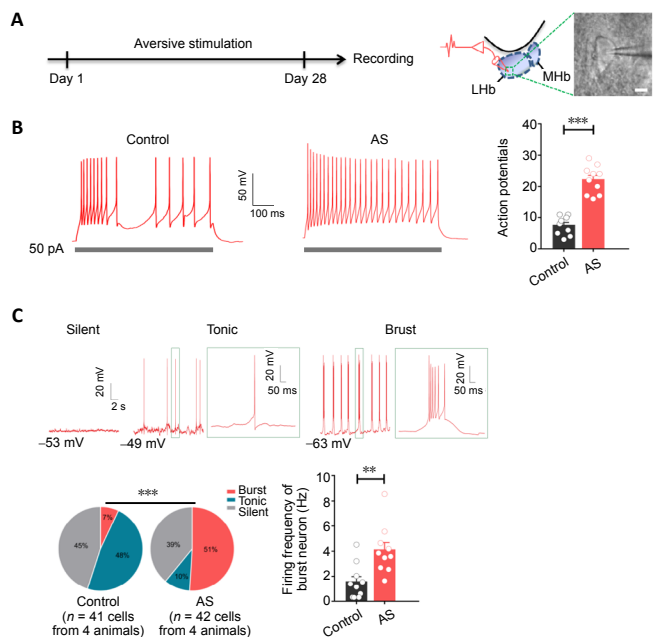 A
Aversive stimulation
Recording
Day 1
Day 28
LHb
MHb
B
Control
AS
50 mV
100 ms
50 pA
Action potentials
40
30
20
10
0
***
Control
AS
C
Silent
Tonic
Brust
20 mV
2 s
20 mV
50 ms
20 mV
50 ms
–53 mV
–49 mV
–63 mV
***
Burst
Tonic
Silent
7%
45%
48%
39%
51%
10%
Control
(n = 41 cells
from 4 animals)
AS
(n = 42 cells
from 4 animals)
Firing frequency of
burst neuron (Hz)
10
8
6
4
2
0
**
Control
AS